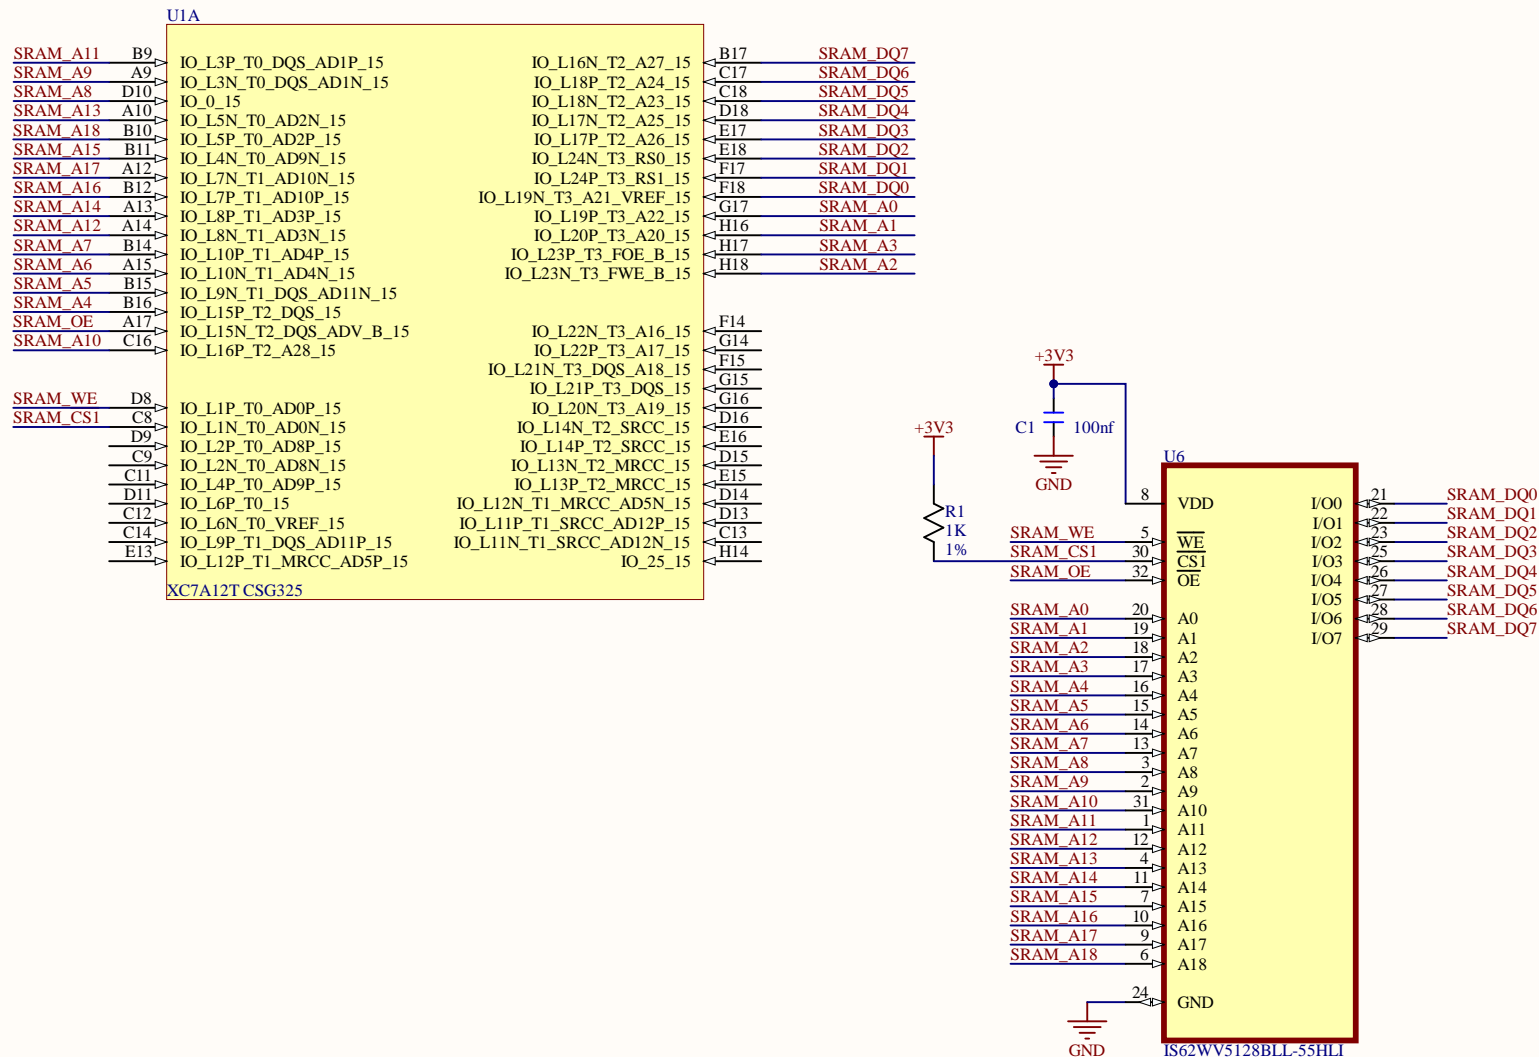 U1A
SRAM_A11 B9 IO_L3P_T0_DQS_AD1P_15 IO_L16N_T2_A27_15 B17 SRAM_DQ7
SRAM_A9 A9 IO_L3N_T0_DQS_AD1N_15 IO_L18P_T2_A24_15 C17 SRAM_DQ6
SRAM_A8 D10 IO_0_15 IO_L18N_T2_A23_15 C18 SRAM_DQ5
SRAM_A13 A10 IO_L5N_T0_AD2N_15 IO_L17N_T2_A25_15 D18 SRAM_DQ4
SRAM_A18 B10 IO_L5P_T0_AD2P_15 IO_L17P_T2_A26_15 E17 SRAM_DQ3
SRAM_A15 B11 IO_L4N_T0_AD9N_15 IO_L24N_T3_RS0_15 E18 SRAM_DQ2
SRAM_A17 A12 IO_L7N_T1_AD10N_15 IO_L24P_T3_RS1_15 F17 SRAM_DQ1
SRAM_A16 B12 IO_L7P_T1_AD10P_15 IO_L19N_T3_A21_VREF_15 F18 SRAM_DQ0
SRAM_A14 A13 IO_L8P_T1_AD3P_15 IO_L19P_T3_A22_15 G17 SRAM_A0
SRAM_A12 A14 IO_L8N_T1_AD3N_15 IO_L20P_T3_A20_15 H16 SRAM_A1
SRAM_A7 B14 IO_L10P_T1_AD4P_15 IO_L23P_T3_FOE_B_15 H17 SRAM_A3
SRAM_A6 A15 IO_L10N_T1_AD4N_15 IO_L23N_T3_FWE_B_15 H18 SRAM_A2
SRAM_A5 B15 IO_L9N_T1_DQS_AD11N_15
SRAM_A4 B16 IO_L15P_T2_DQS_15
SRAM_OE A17 IO_L15N_T2_DQS_ADV_B_15 IO_L22N_T3_A16_15 F14
SRAM_A10 C16 IO_L16P_T2_A28_15 IO_L22P_T3_A17_15 G14
IO_L21N_T3_DQS_A18_15 F15
IO_L21P_T3_DQS_15 G15
SRAM_WE D8 IO_L1P_T0_AD0P_15 IO_L20N_T3_A19_15 G16
SRAM_CS1 C8 IO_L1N_T0_AD0N_15 IO_L14N_T2_SRCC_15 D16
D9 IO_L2P_T0_AD8P_15 IO_L14P_T2_SRCC_15 E16
C9 IO_L2N_T0_AD8N_15 IO_L13N_T2_MRCC_15 D15
C11 IO_L4P_T0_AD9P_15 IO_L13P_T2_MRCC_15 E15
D11 IO_L6P_T0_15 IO_L12N_T1_MRCC_AD5N_15 D14
C12 IO_L6N_T0_VREF_15 IO_L11P_T1_SRCC_AD12P_15 D13
C14 IO_L9P_T1_DQS_AD11P_15 IO_L11N_T1_SRCC_AD12N_15 C13
E13 IO_L12P_T1_MRCC_AD5P_15 IO_25_15 H14
XC7A12T CSG325
+3V3
C1 100nf
GND
+3V3
R1
1K
1%
U6
8 VDD I/O0 21 SRAM_DQ0
I/O1 22 SRAM_DQ1
SRAM_WE 5 WE I/O2 23 SRAM_DQ2
SRAM_CS1 30 CS1 I/O3 25 SRAM_DQ3
SRAM_OE 32 OE I/O4 26 SRAM_DQ4
I/O5 27 SRAM_DQ5
SRAM_A0 20 A0 I/O6 28 SRAM_DQ6
SRAM_A1 19 A1 I/O7 29 SRAM_DQ7
SRAM_A2 18 A2
SRAM_A3 17 A3
SRAM_A4 16 A4
SRAM_A5 15 A5
SRAM_A6 14 A6
SRAM_A7 13 A7
SRAM_A8 3 A8
SRAM_A9 2 A9
SRAM_A10 31 A10
SRAM_A11 1 A11
SRAM_A12 12 A12
SRAM_A13 4 A13
SRAM_A14 11 A14
SRAM_A15 7 A15
SRAM_A16 10 A16
SRAM_A17 9 A17
SRAM_A18 6 A18
24 GND
GND
IS62WV5128BLL-55HLI